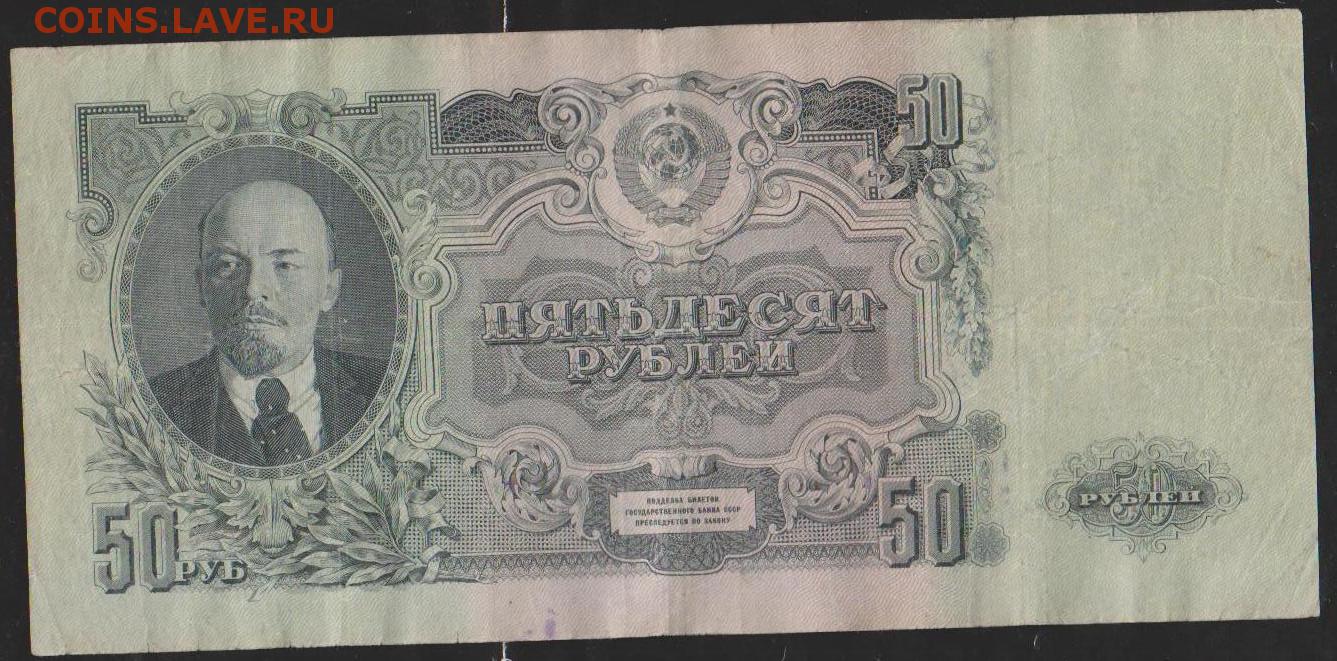 COINS.LAVE.RU
50
ПЯТЬДЕСЯТ
РУБЛЕЙ
ПОДДЕЛКА БИЛЕТОВ
ГОСУДАРСТВЕННОГО БАНКА СССР
ПРЕСЛЕДУЕТСЯ ПО ЗАКОНУ
50 РУБ
50
50
РУБЛЕЙ